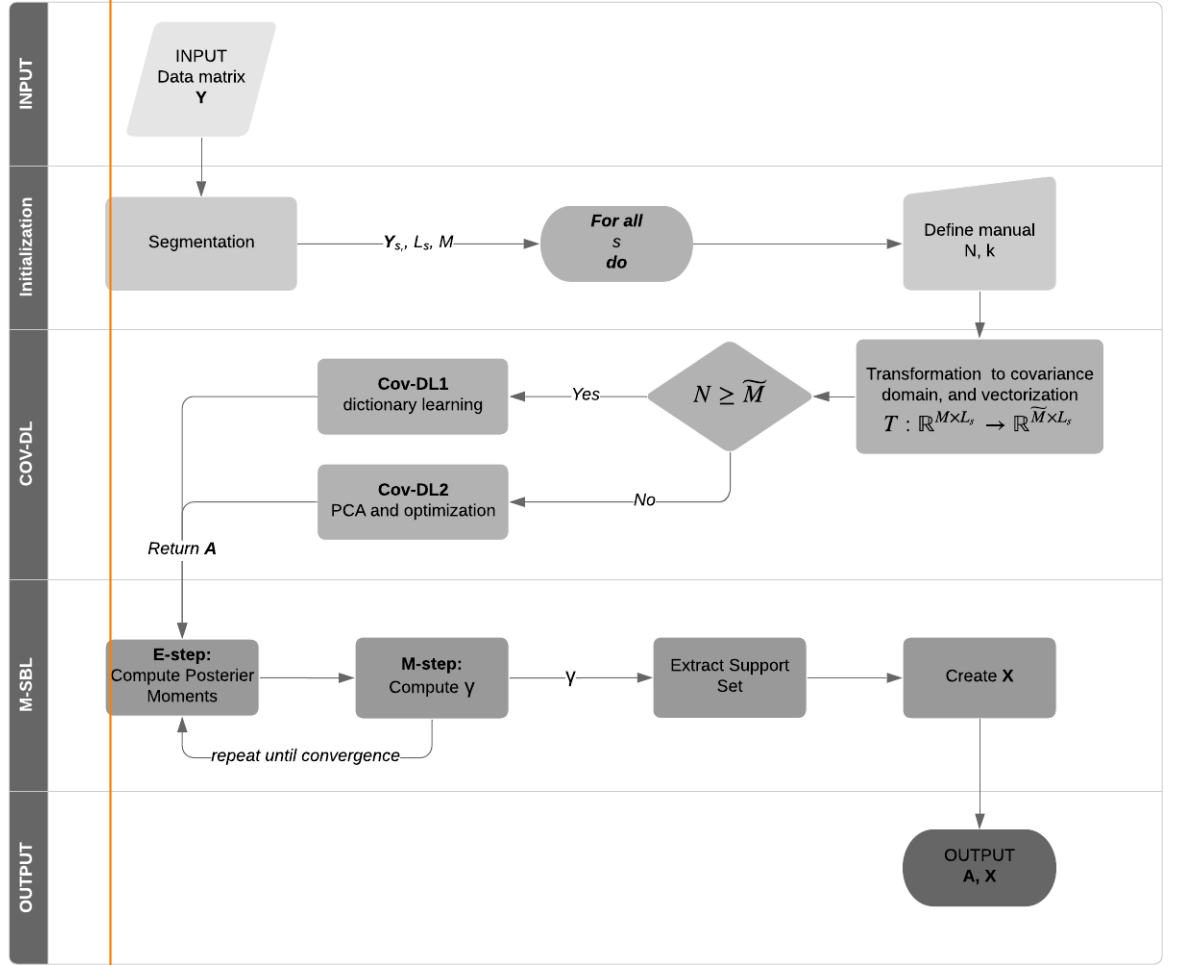 INPUT
INPUT
Data matrix
Y
Initialization
Segmentation
Y_s,, L_s, M
For all
s
do
Define manual
N, k
COV-DL
Transformation to covariance
domain, and vectorization
T : ℝ^{M×L_s} → ℝ^{M̃×L_s}
N ≥ M̃
Yes
Cov-DL1
dictionary learning
No
Cov-DL2
PCA and optimization
Return A
M-SBL
E-step:
Compute Posterier
Moments
M-step:
Compute γ
γ
Extract Support
Set
Create X
repeat until convergence
OUTPUT
OUTPUT
A, X